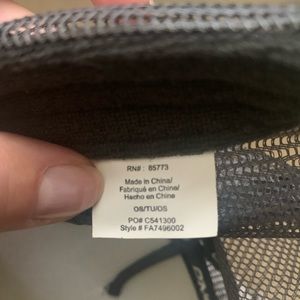 RN# : 85773
Made in China/
Fabriqué en Chine/
Hecho en China
OS/TU/OS
PO# C541300
Style # FA7496002